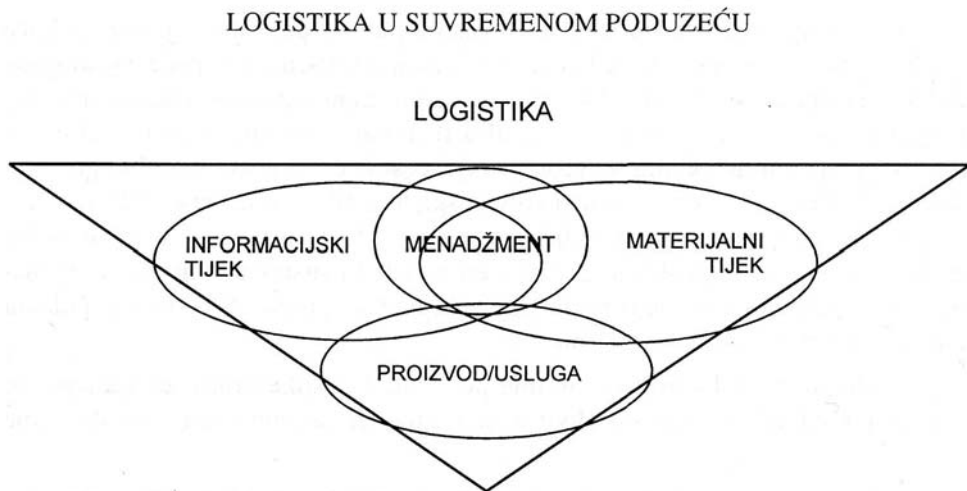 LOGISTIKA U SUVREMENOM PODUZEĆU
LOGISTIKA
INFORMACIJSKI
TIJEK
MENADŽMENT
MATERIJALNI
TIJEK
PROIZVOD/USLUGA